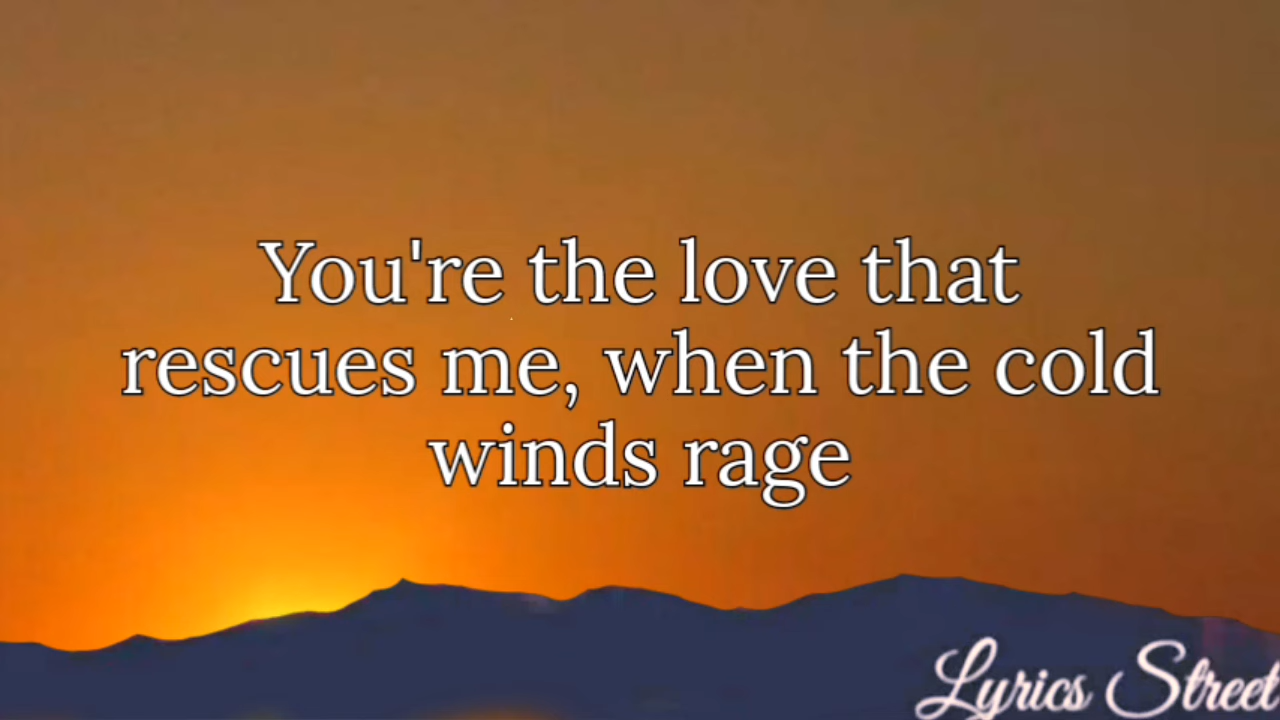 You're the love that
rescues me, when the cold
winds rage
Lyrics Street